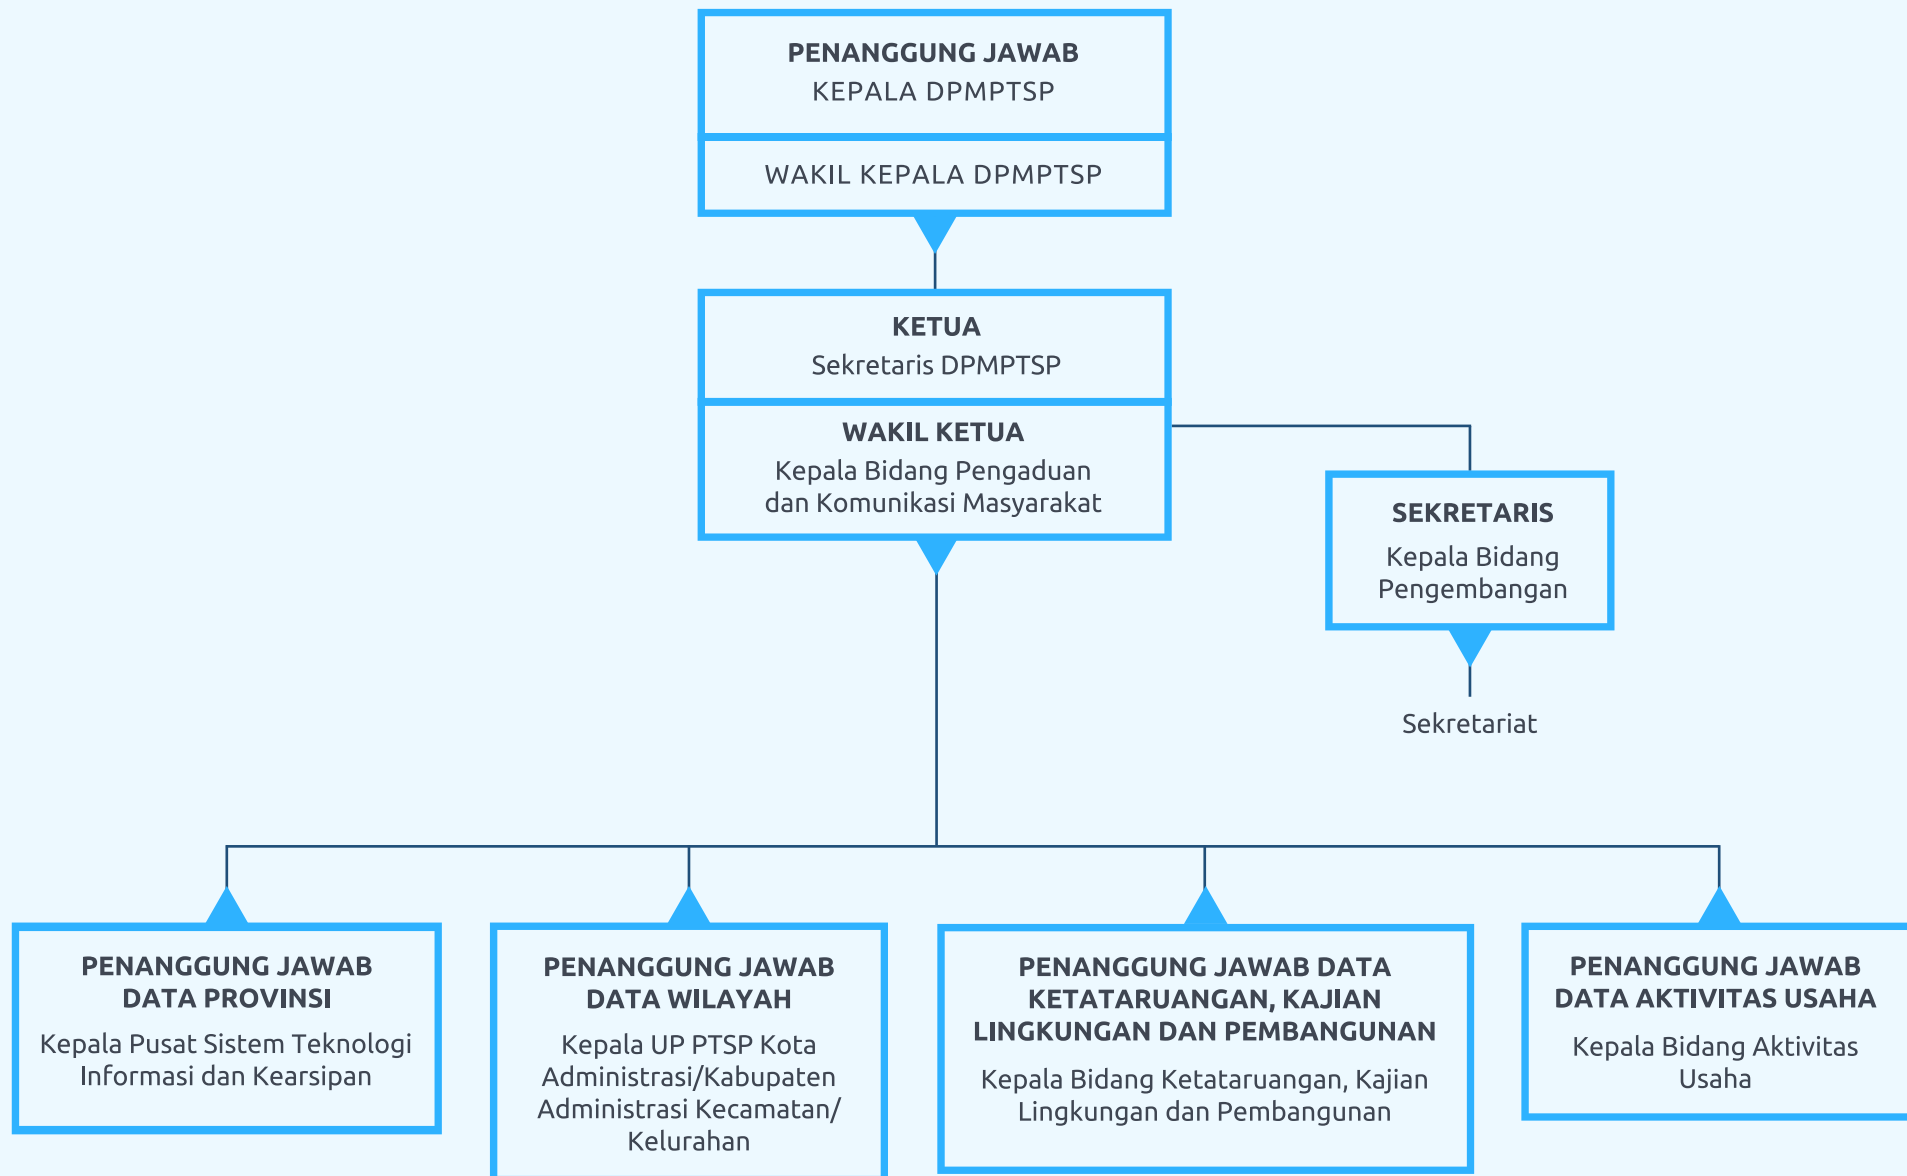 PENANGGUNG JAWAB
KEPALA DPMPTSP
WAKIL KEPALA DPMPTSP
KETUA
Sekretaris DPMPTSP
WAKIL KETUA
Kepala Bidang Pengaduan
dan Komunikasi Masyarakat
SEKRETARIS
Kepala Bidang
Pengembangan
Sekretariat
PENANGGUNG JAWAB
DATA PROVINSI
Kepala Pusat Sistem Teknologi
Informasi dan Kearsipan
PENANGGUNG JAWAB
DATA WILAYAH
Kepala UP PTSP Kota
Administrasi/Kabupaten
Administrasi Kecamatan/
Kelurahan
PENANGGUNG JAWAB DATA
KETATARUANGAN, KAJIAN
LINGKUNGAN DAN PEMBANGUNAN
Kepala Bidang Ketataruangan, Kajian
Lingkungan dan Pembangunan
PENANGGUNG JAWAB
DATA AKTIVITAS USAHA
Kepala Bidang Aktivitas
Usaha